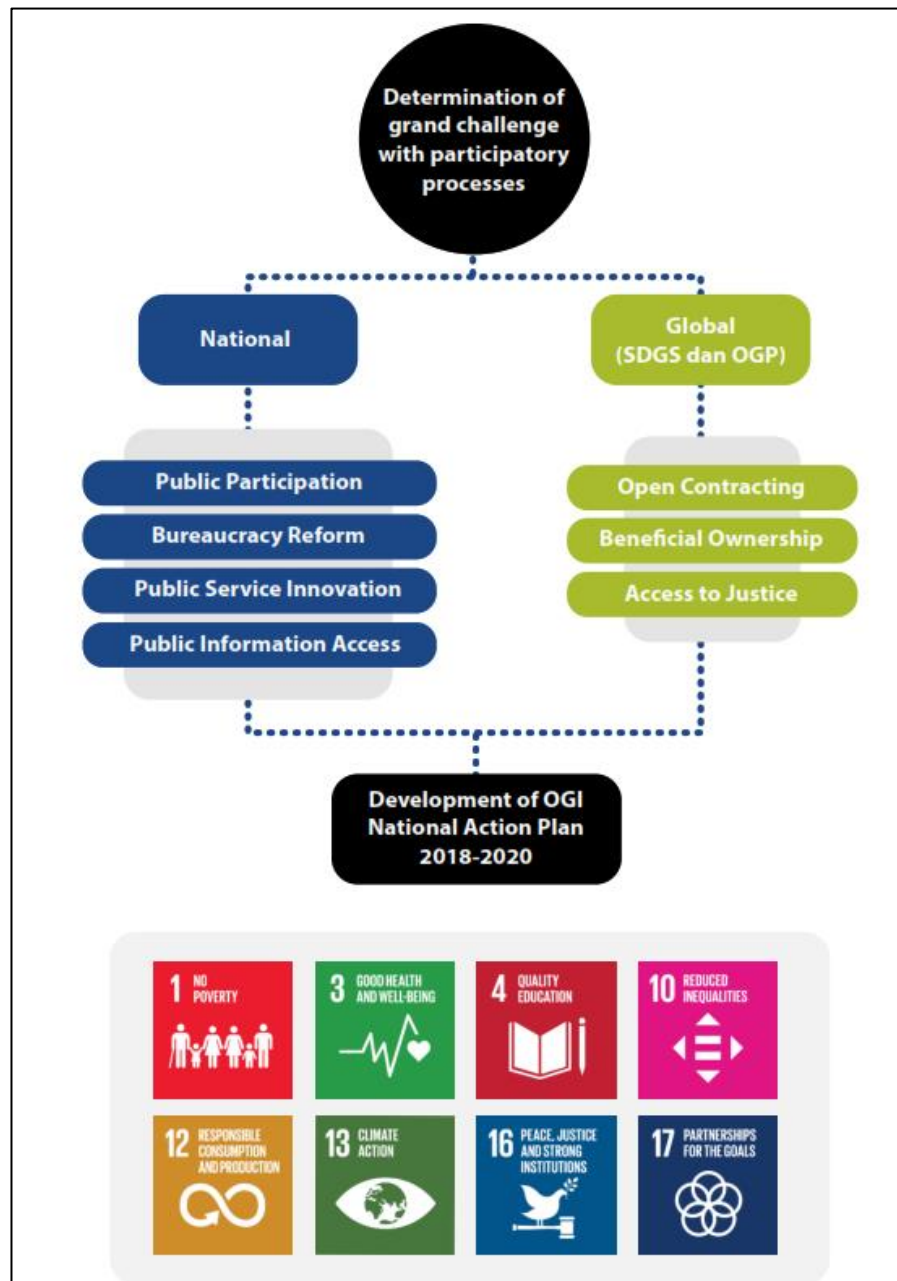 Determination of
grand challenge
with participatory
processes
National
Global
(SDGS dan OGP)
Public Participation
Bureaucracy Reform
Public Service Innovation
Public Information Access
Open Contracting
Beneficial Ownership
Access to Justice
Development of OGI
National Action Plan
2018-2020
1 NO
POVERTY
3 GOOD HEALTH
AND WELL-BEING
4 QUALITY
EDUCATION
10 REDUCED
INEQUALITIES
12 RESPONSIBLE
CONSUMPTION
AND PRODUCTION
13 CLIMATE
ACTION
16 PEACE, JUSTICE
AND STRONG
INSTITUTIONS
17 PARTNERSHIPS
FOR THE GOALS